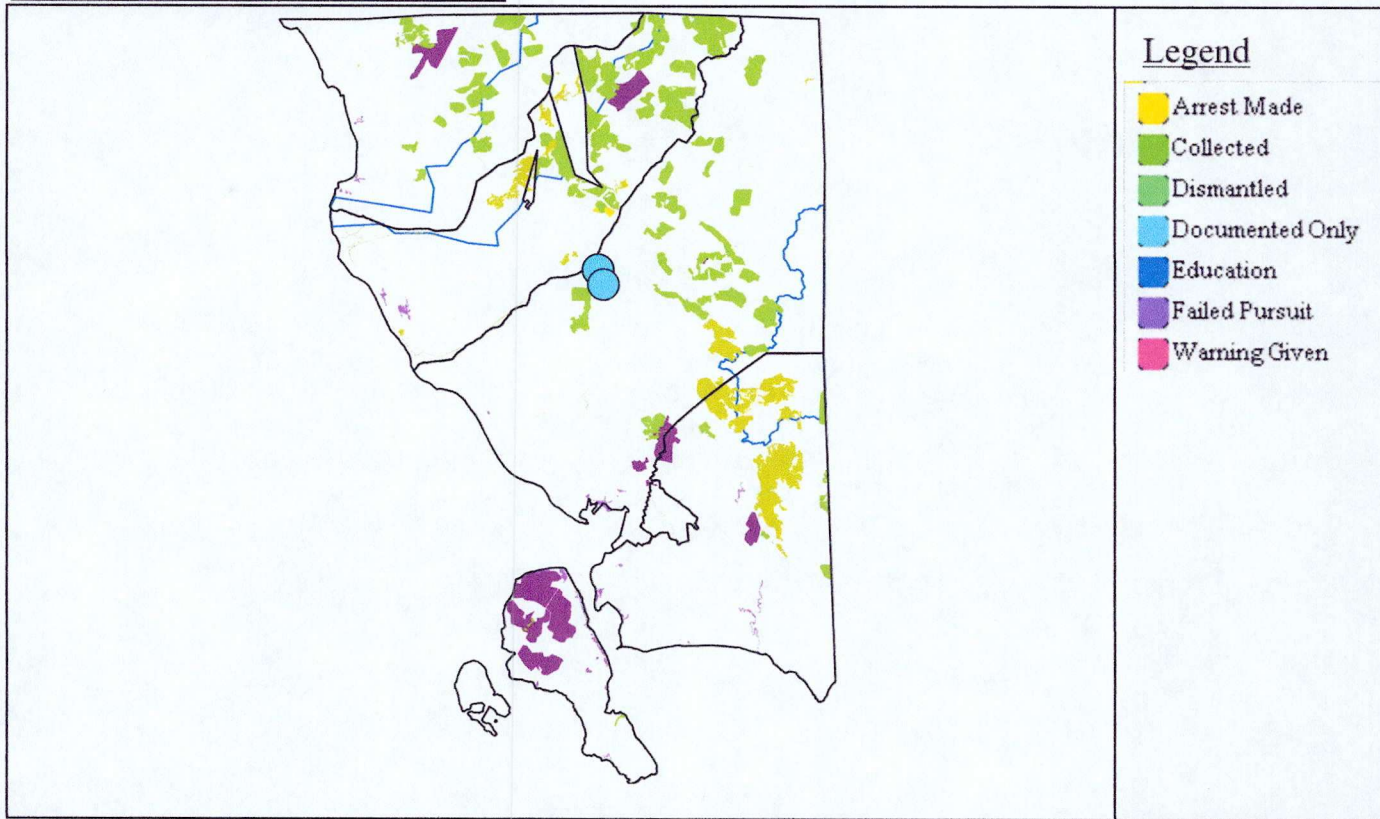 Legend
Arrest Made
Collected
Dismantled
Documented Only
Education
Failed Pursuit
Warning Given